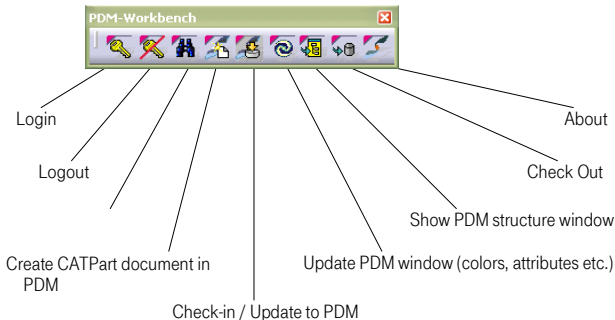 PDM-Workbench
Login
About
Logout
Check Out
Show PDM structure window
Create CATPart document in
PDM
Update PDM window (colors, attributes etc.)
Check-in / Update to PDM